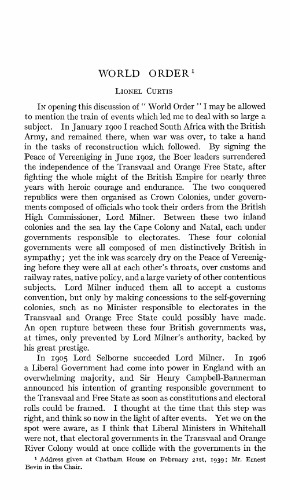 WORLD ORDER ¹
LIONEL CURTIS
IN opening this discussion of " World Order " I may be allowed
to mention the train of events which led me to deal with so large a
subject. In January 1900 I reached South Africa with the British
Army, and remained there, when war was over, to take a hand
in the tasks of reconstruction which followed. By signing the
Peace of Vereeniging in June 1902, the Boer leaders surrendered
the independence of the Transvaal and Orange Free State, after
fighting the whole might of the British Empire for nearly three
years with heroic courage and endurance. The two conquered
republics were then organised as Crown Colonies, under govern-
ments composed of officials who took their orders from the British
High Commissioner, Lord Milner. Between these two inland
colonies and the sea lay the Cape Colony and Natal, each under
governments responsible to electorates. These four colonial
governments were all composed of men distinctively British in
sympathy ; yet the ink was scarcely dry on the Peace of Vereenig-
ing before they were all at each other's throats, over customs and
railway rates, native policy, and a large variety of other contentious
subjects. Lord Milner induced them all to accept a customs
convention, but only by making concessions to the self-governing
colonies, such as no Minister responsible to electorates in the
Transvaal and Orange Free State could possibly have made.
An open rupture between these four British governments was,
at times, only prevented by Lord Milner's authority, backed by
his great prestige.
In 1905 Lord Selborne succeeded Lord Milner. In 1906
a Liberal Government had come into power in England with an
overwhelming majority, and Sir Henry Campbell-Bannerman
announced his intention of granting responsible government to
the Transvaal and Free State as soon as constitutions and electoral
rolls could be framed. I thought at the time that this step was
right, and think so now in the light of after events. Yet we on the
spot were aware, as I think that Liberal Ministers in Whitehall
were not, that electoral governments in the Transvaal and Orange
River Colony would at once collide with the governments in the
¹ Address given at Chatham House on February 21st, 1939; Mr. Ernest
Bevin in the Chair.